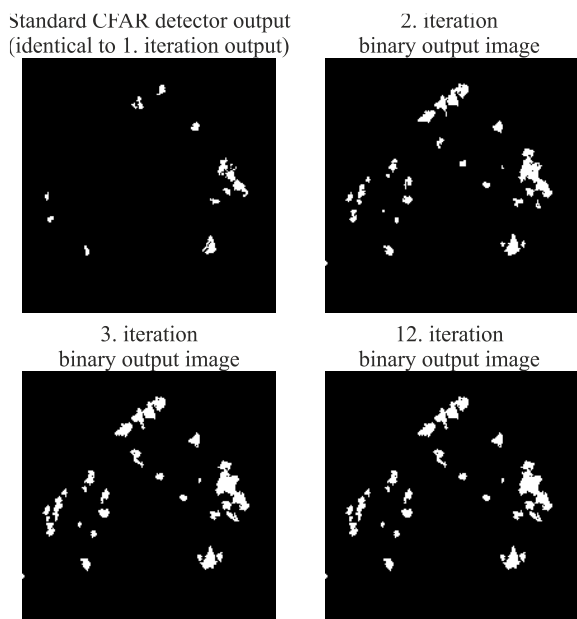 Standard CFAR detector output
(identical to 1. iteration output)
2. iteration
binary output image
3. iteration
binary output image
12. iteration
binary output image